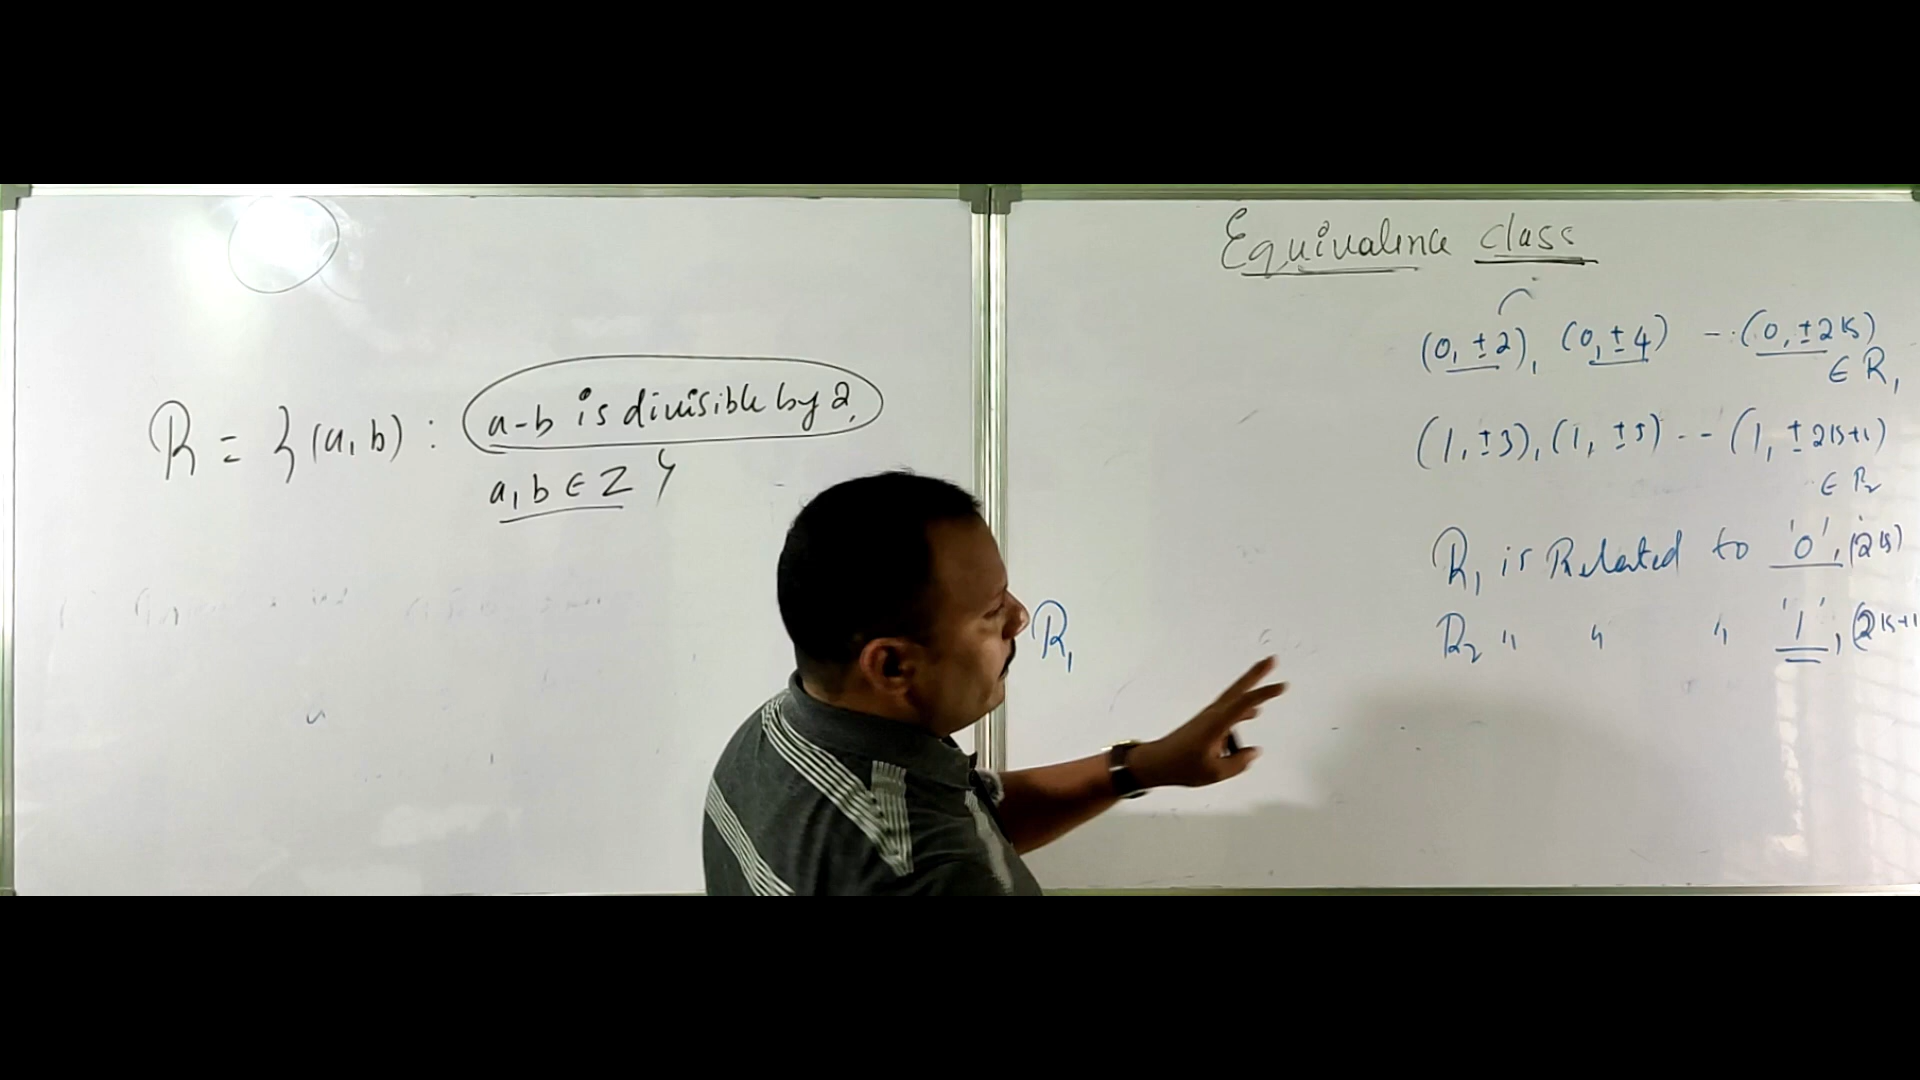 R = {(a, b) : a-b is divisible by 2,
a, b ∈ Z}
Equivalence class
(0, ±2), (0, ±4) --- (0, ±2k)
∈ R₁
(1, ±3), (1, ±5) -- (1, ±2k+1)
∈ R₂
R₁ is Related to '0', (2k)
R₂ " " " '1', (2k+1
R₁